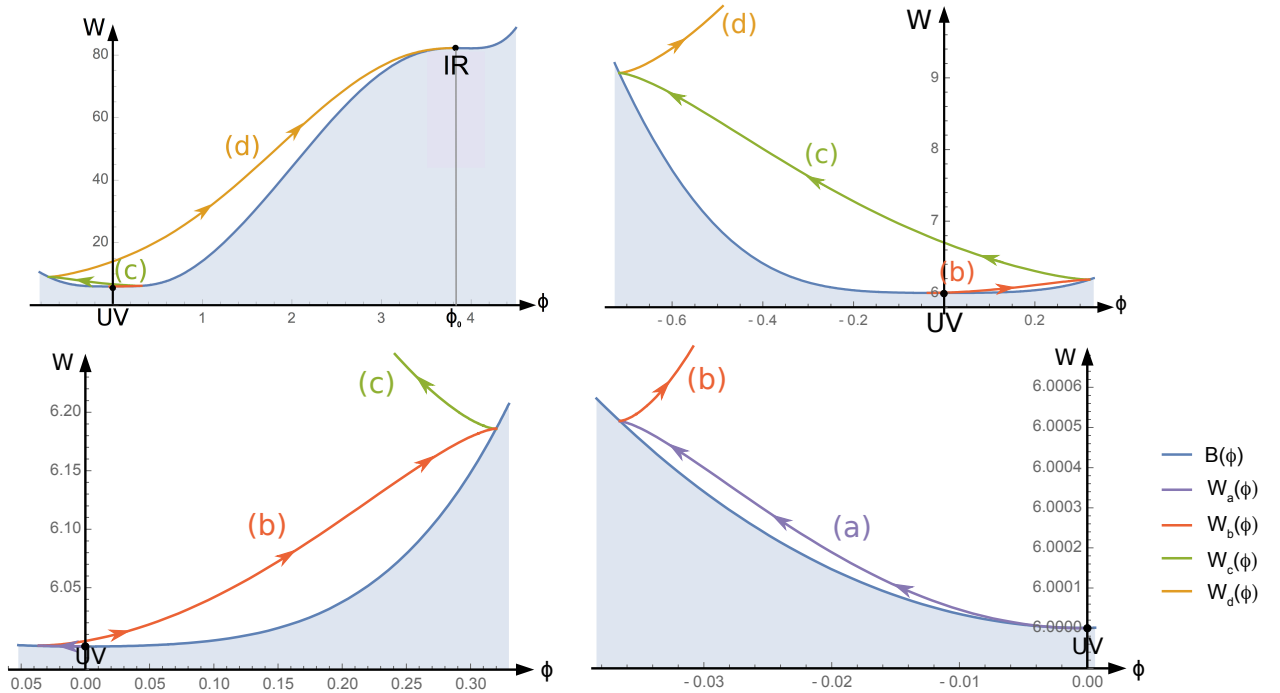 W
80
60
40
20
(d)
(c)
IR
UV
1
2
3
ϕ₀
4
ϕ
W
9
8
7
6
(d)
(c)
(b)
UV
- 0.6
- 0.4
- 0.2
0.2
ϕ
W
6.20
6.15
6.10
6.05
(c)
(b)
UV
0.05
0.00
0.05
0.10
0.15
0.20
0.25
0.30
ϕ
W
6.0006
6.0005
6.0004
6.0003
6.0002
6.0001
6.0000
(b)
(a)
UV
- 0.03
- 0.02
- 0.01
0.00
ϕ
B(ϕ)
Wₐ(ϕ)
W_b(ϕ)
W_c(ϕ)
W_d(ϕ)